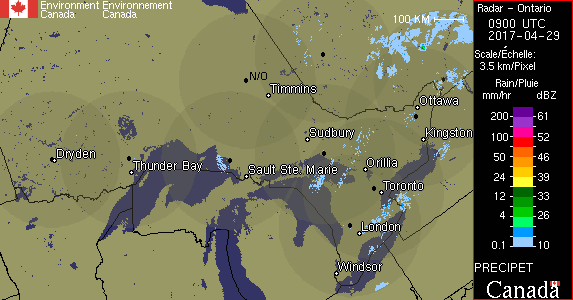 Environment Environnement
Canada Canada
100 KM
N/O
Timmins
Ottawa
Sudbury
Kingston
Dryden
Thunder Bay
Sault Ste. Marie
Orillia
Toronto
London
Windsor
Radar - Ontario
0900 UTC
2017-04-29
Scale/Échelle:
3.5 km/Pixel
Rain/Pluie
mm/hr dBZ
200 61
100 52
50 46
24 39
12 33
4 26
0.1 10
PRECIPET
Canada